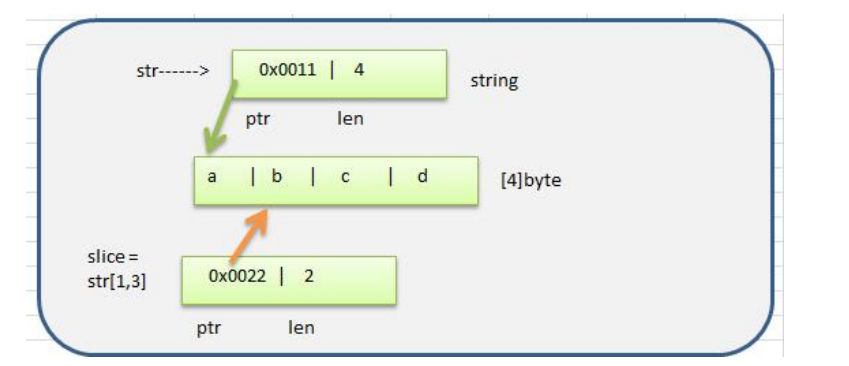 str------> 0x0011 | 4 string
ptr len
a | b | c | d [4]byte
slice =
str[1,3] 0x0022 | 2
ptr len